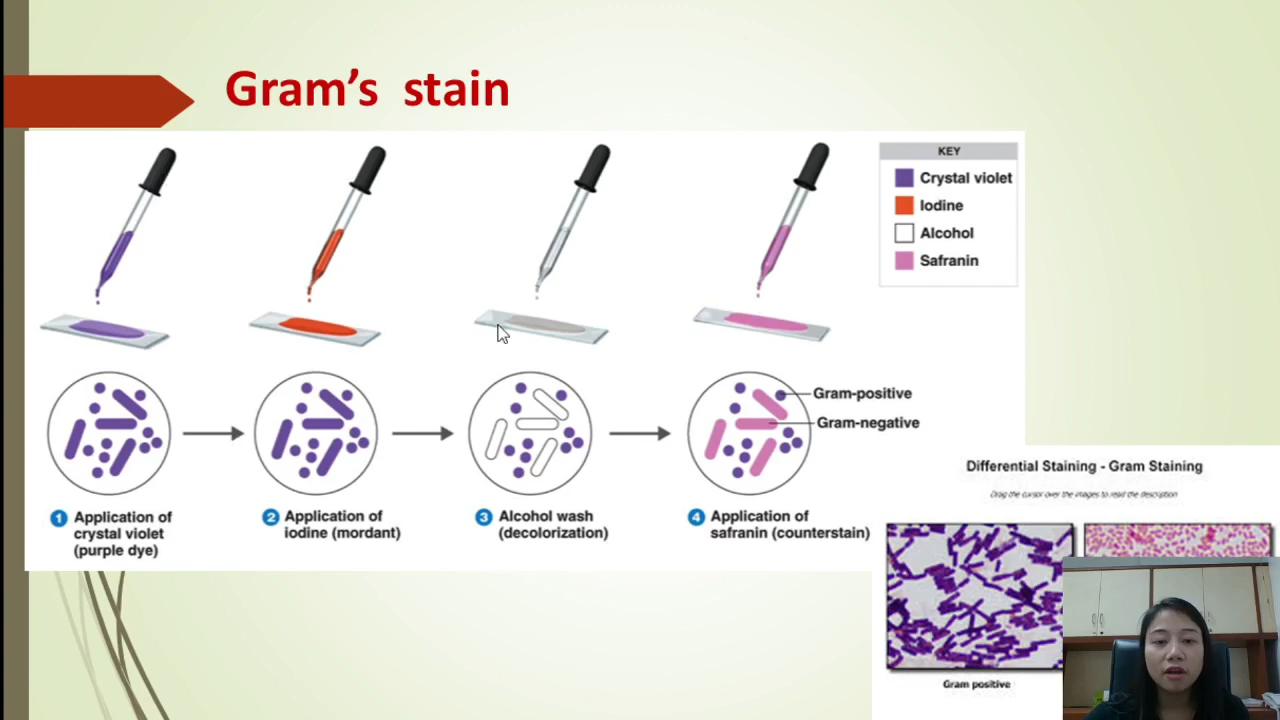 Gram's stain
KEY
Crystal violet
Iodine
Alcohol
Safranin
Gram-positive
Gram-negative
1 Application of
crystal violet
(purple dye)
2 Application of
iodine (mordant)
3 Alcohol wash
(decolorization)
4 Application of
safranin (counterstain)
Differential Staining - Gram Staining
Drag the cursor over the images to read the description
Gram positive